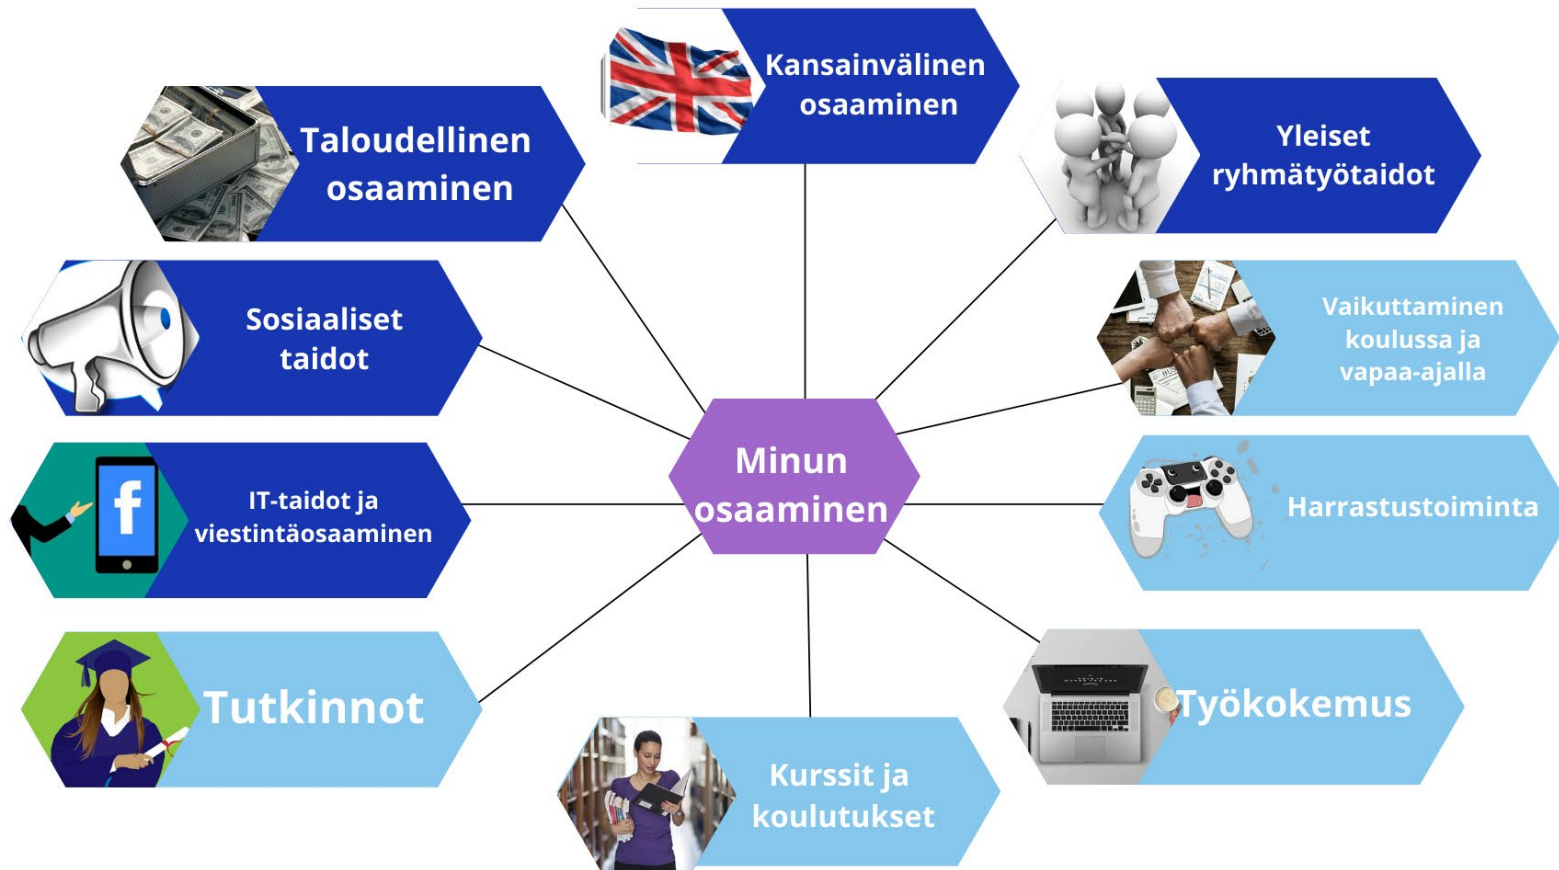 Kansainvälinen
osaaminen
Taloudellinen
osaaminen
Yleiset
ryhmätyötaidot
Sosiaaliset
taidot
Vaikuttaminen
koulussa ja
vapaa-ajalla
Minun
osaaminen
IT-taidot ja
viestintäosaaminen
f
Harrastustoiminta
Tutkinnot
Työkokemus
Kurssit ja
koulutukset